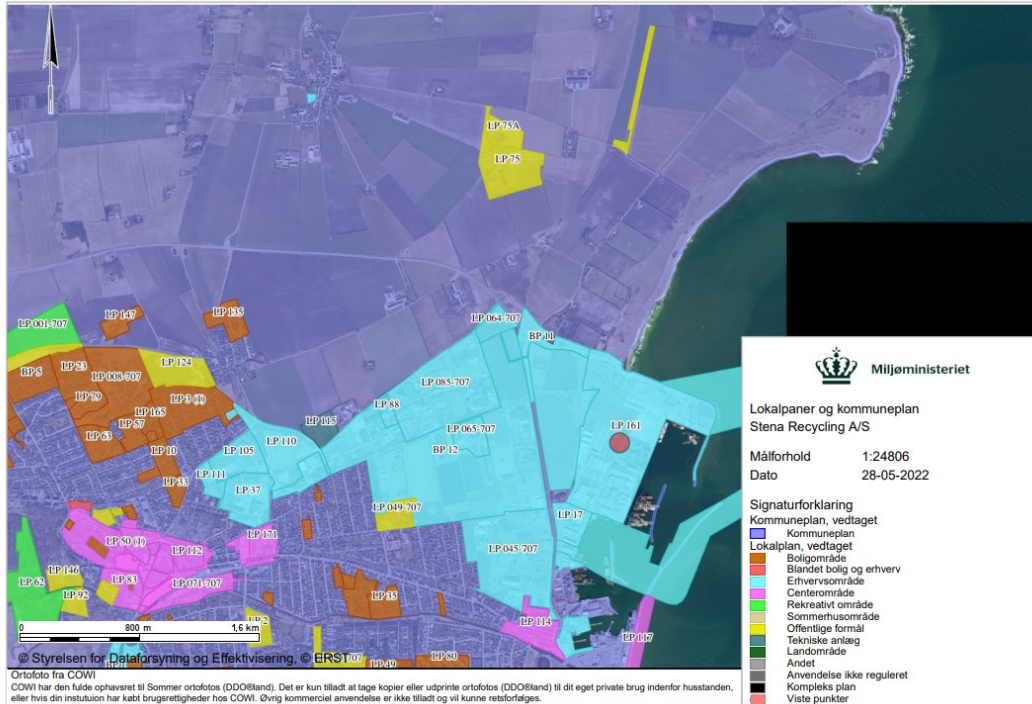 LP 75A
LP 75
LP 147
LP 135
LP 001-707
LP 064-707
BP 11
LP 23
LP 124
BP 5
LP 008-707
LP 085-707
LP 79
LP 3 (1)
LP 88
LP 165
LP 115
LP 161
LP 57
LP 065-707
LP 63
LP 110
LP 10
LP 105
BP 12
LP 111
LP 33
LP 37
LP 049-707
LP 17
LP 171
LP 50 (1)
LP 112
LP 045-707
LP 146
LP 62
LP 83
LP 071-707
LP 92
LP 35
LP 114
LP 117
LP 49
LP 80
0 800 m 1,6 km
© Styrelsen for Dataforsyning og Effektivisering, © ERST
Ortofoto fra COWI
COWI har den fulde ophavsret til Sommer ortofotos (DDO®land). Det er kun tilladt at tage kopier eller udprinte ortofotos (DDO®land) til dit eget private brug indenfor husstanden,
eller hvis din instutuion har købt brugsrettigheder hos COWI. Øvrig kommerciel anvendelse er ikke tilladt og vil kunne retsforfølges.
Miljøministeriet
Lokalpaner og kommuneplan
Stena Recycling A/S
Målforhold 1:24806
Dato 28-05-2022
Signaturforklaring
Kommuneplan, vedtaget
Kommuneplan
Lokalplan, vedtaget
Boligområde
Blandet bolig og erhverv
Erhvervsområde
Centerområde
Rekreativt område
Sommerhusområde
Offentlige formål
Tekniske anlæg
Landområde
Andet
Anvendelse ikke reguleret
Kompleks plan
Viste punkter